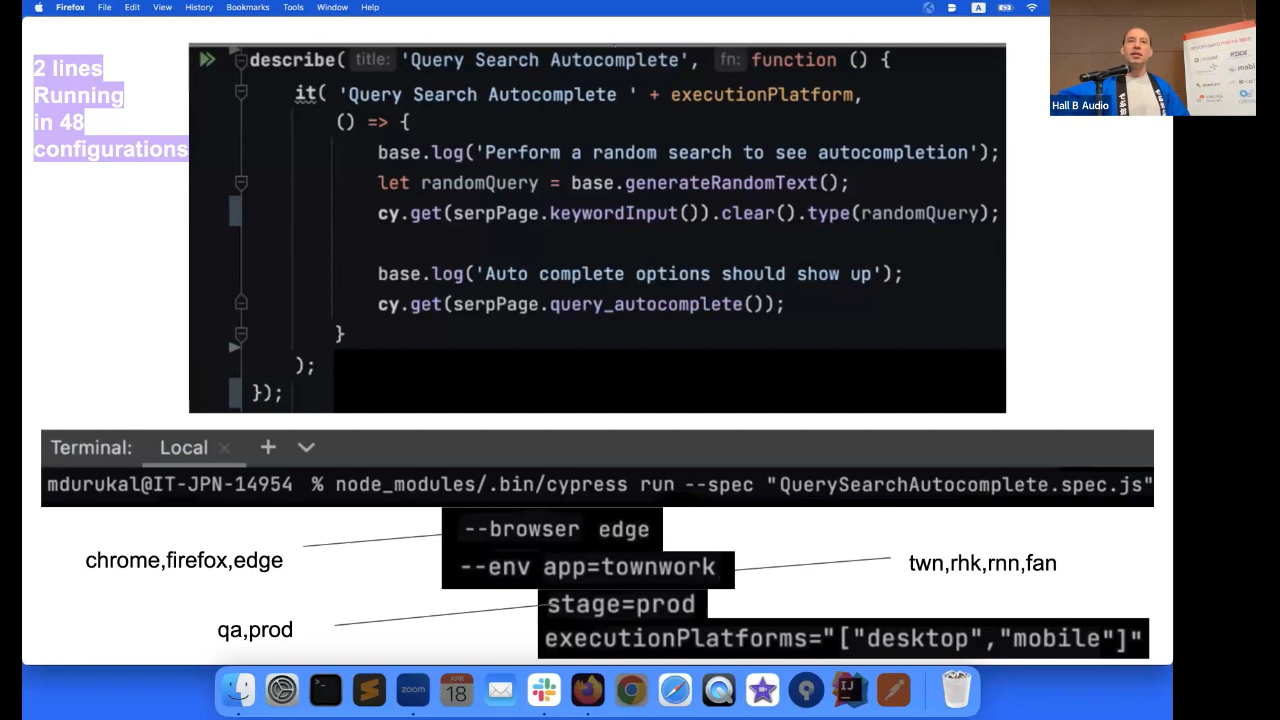 Firefox File Edit View History Bookmarks Tools Window Help
A
2 lines
Running
in 48
configurations
describe( title: 'Query Search Autocomplete', fn: function () {
it( 'Query Search Autocomplete ' + executionPlatform,
() => {
base.log('Perform a random search to see autocompletion');
let randomQuery = base.generateRandomText();
cy.get(serpPage.keywordInput()).clear().type(randomQuery);
base.log('Auto complete options should show up');
cy.get(serpPage.query_autocomplete());
}
);
});
Hall B Audio
Terminal: Local × + 
mdurukal@IT-JPN-14954 % node_modules/.bin/cypress run --spec "QuerySearchAutocomplete.spec.js"
--browser edge
chrome,firefox,edge
--env app=townwork
twn,rhk,rnn,fan
stage=prod
qa,prod
executionPlatforms="["desktop","mobile"]"
zoom
APR
18
IJ